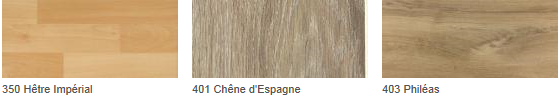 350 Hêtre Impérial
401 Chêne d'Espagne
403 Philéas